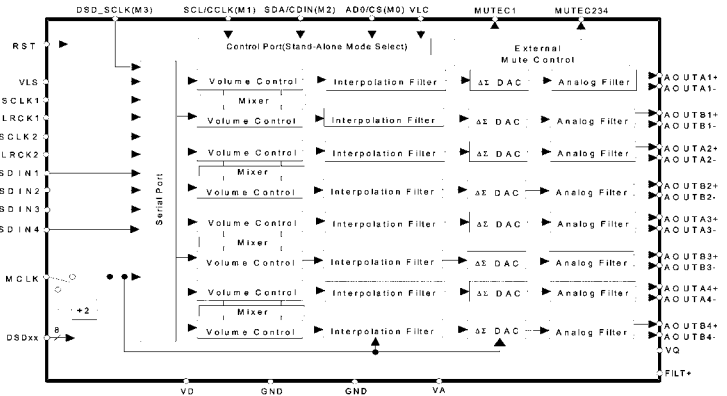 DSD_SCLK(M3) SCL/CCLK(M1) SDA/CDIN(M2) AD0/CS(M0) VLC MUTEC1 MUTEC234
RST
Control Port(Stand-Alone Mode Select)
External
Mute Control
VLS
SCLK1
LRCK1
SCLK2
LRCK2
SDIN1
SDIN2
SDIN3
SDIN4
MCLK
÷2
8
DSDxx
Serial Port
Volume Control Interpolation Filter ΔΣ DAC Analog Filter AOUTA1+
AOUTA1-
Mixer
Volume Control Interpolation Filter ΔΣ DAC Analog Filter AOUTB1+
AOUTB1-
Volume Control Interpolation Filter ΔΣ DAC Analog Filter AOUTA2+
AOUTA2-
Mixer
Volume Control Interpolation Filter ΔΣ DAC Analog Filter AOUTB2+
AOUTB2-
Volume Control Interpolation Filter ΔΣ DAC Analog Filter AOUTA3+
AOUTA3-
Mixer
Volume Control Interpolation Filter ΔΣ DAC Analog Filter AOUTB3+
AOUTB3-
Volume Control Interpolation Filter ΔΣ DAC Analog Filter AOUTA4+
AOUTA4-
Mixer
Volume Control Interpolation Filter ΔΣ DAC Analog Filter AOUTB4+
AOUTB4-
VQ
FILT+
VD GND GND VA